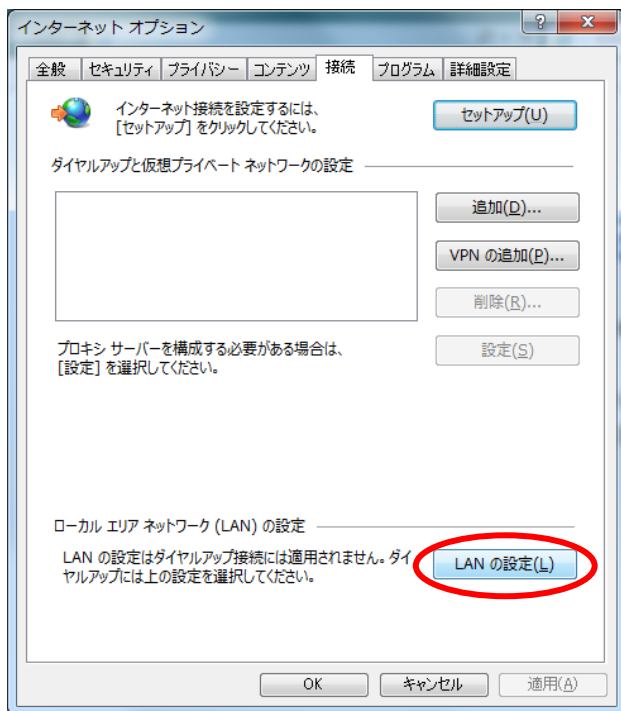 インターネット オプション
? x
全般 セキュリティ プライバシー コンテンツ 接続 プログラム 詳細設定
インターネット接続を設定するには、
[セットアップ] をクリックしてください。
セットアップ(U)
ダイヤルアップと仮想プライベート ネットワークの設定
追加(D)...
VPN の追加(P)...
削除(R)...
プロキシ サーバーを構成する必要がある場合は、
[設定] を選択してください。
設定(S)
ローカル エリア ネットワーク (LAN) の設定
LAN の設定はダイヤルアップ接続には適用されません。ダイ
ヤルアップには上の設定を選択してください。
LAN の設定(L)
OK キャンセル 適用(A)